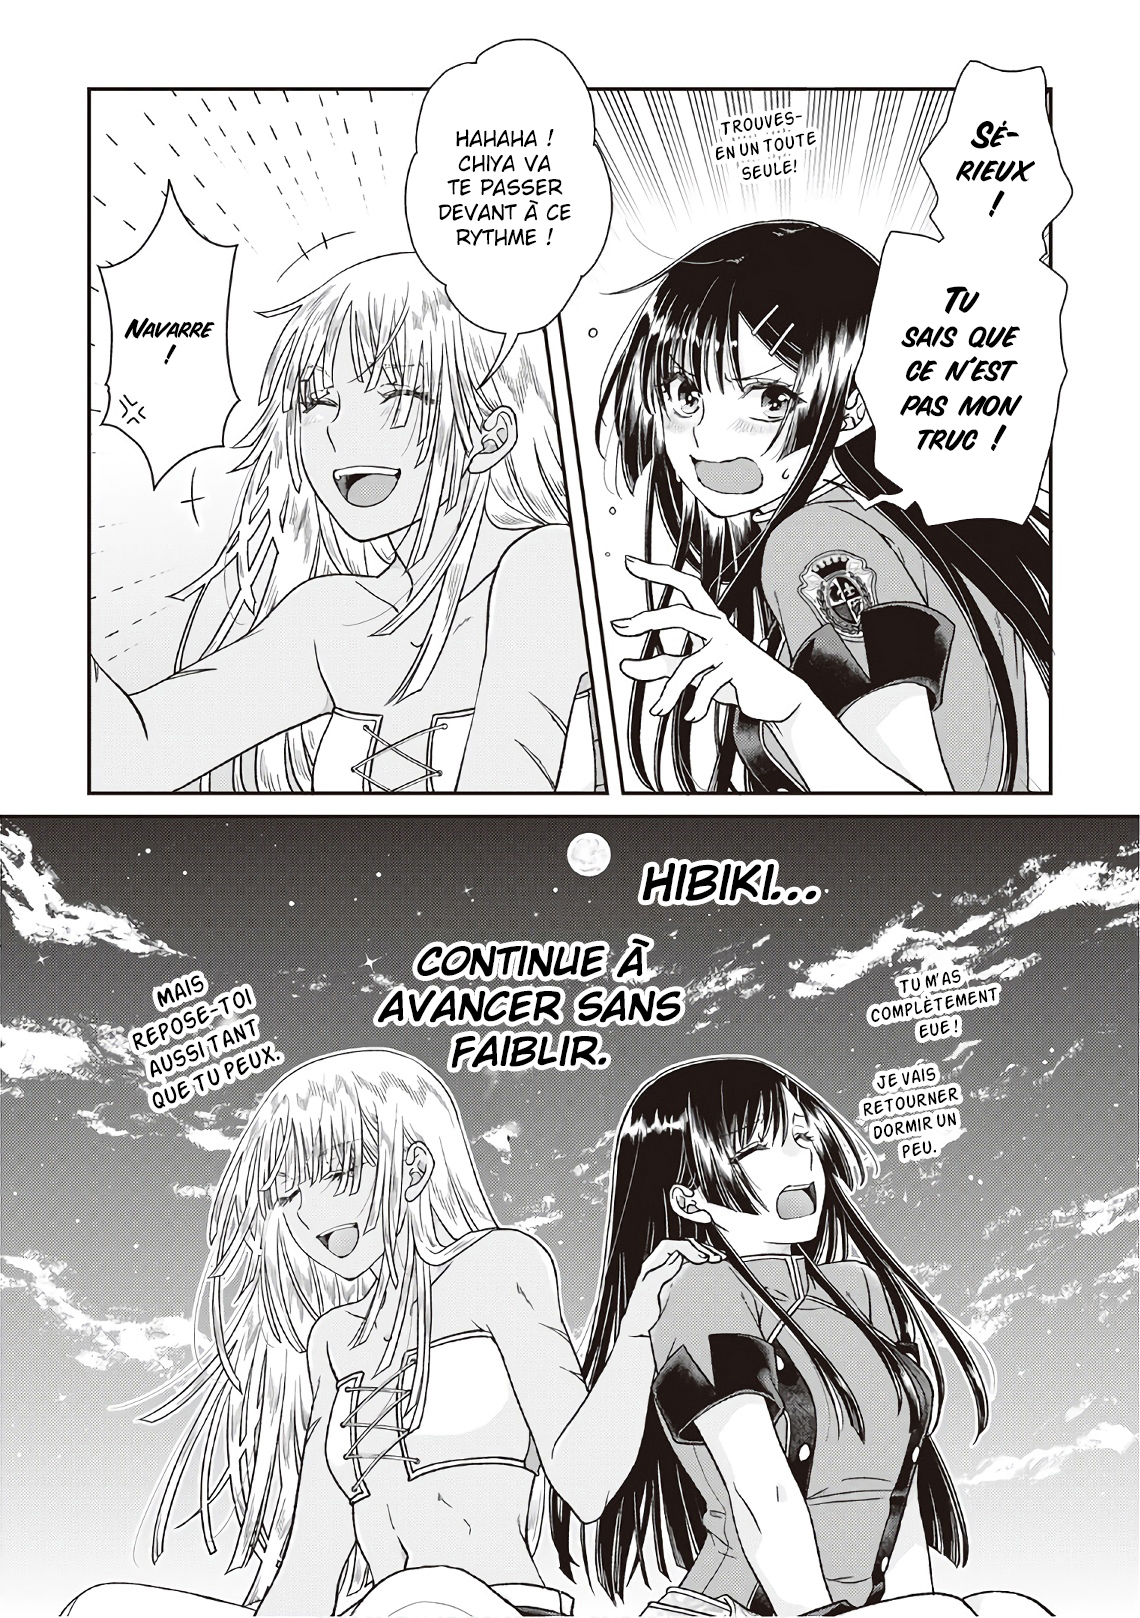 SÉ-
RIEUX
!
TU
SAIS QUE
CE N'EST
PAS MON
TRUC !
TROUVES-
EN UN TOUTE
SEULE!
HAHAHA !
CHIYA VA
TE PASSER
DEVANT À CE
RYTHME !
NAVARRE
!
HIBIKI...
CONTINUE À
AVANCER SANS
FAIBLIR.
TU M'AS
COMPLÈTEMENT
EUE !
JE VAIS
RETOURNER
DORMIR UN
PEU.
MAIS
REPOSE-TOI
AUSSI TANT
QUE TU PEUX.